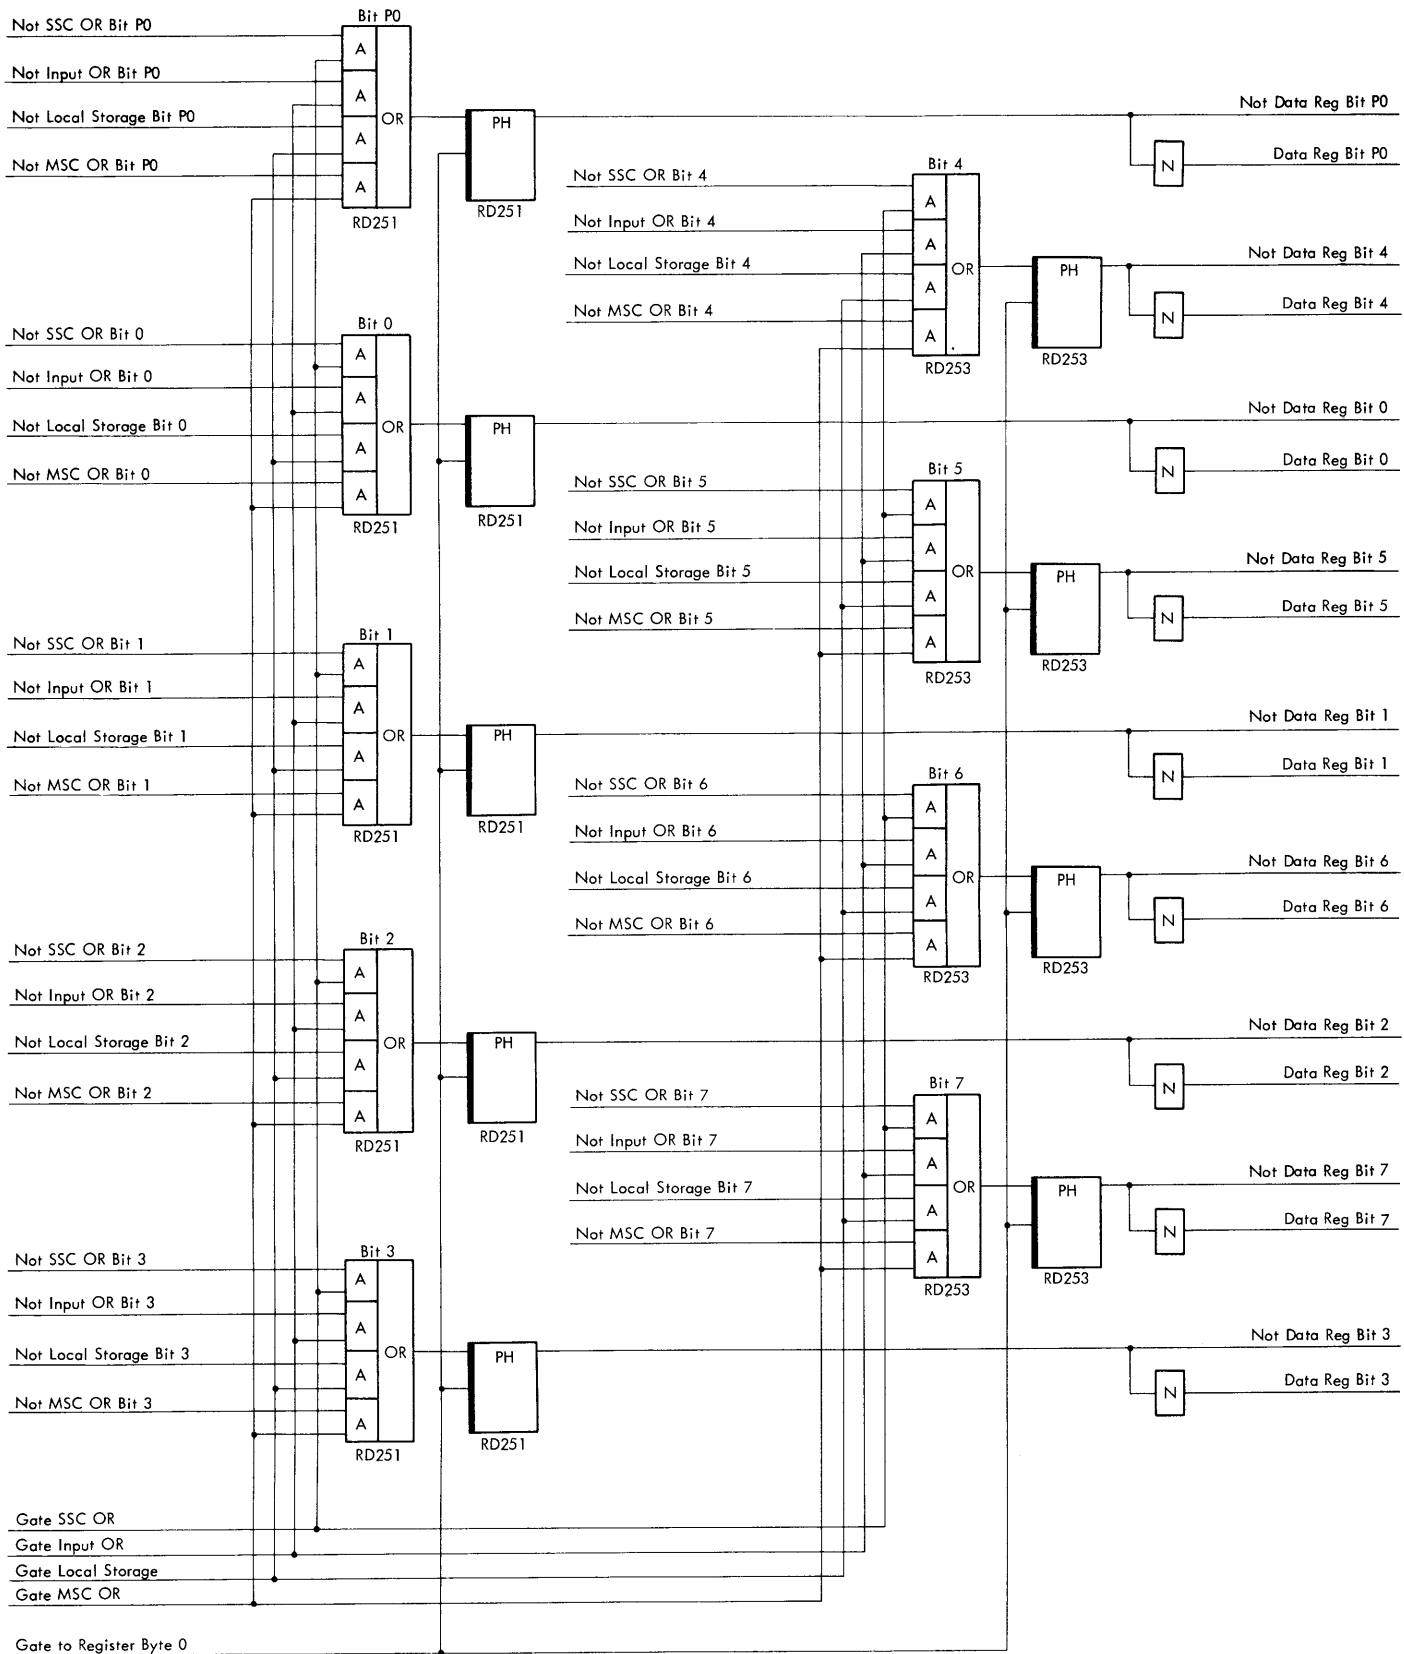 Bit P0
Not SSC OR Bit P0
A
Not Input OR Bit P0
A
Not Local Storage Bit P0
A
OR
Not MSC OR Bit P0
A
RD251
PH
RD251
Not Data Reg Bit P0
N
Data Reg Bit P0
Bit 4
Not SSC OR Bit 4
A
Not Input OR Bit 4
A
Not Local Storage Bit 4
A
OR
Not MSC OR Bit 4
A
RD253
PH
RD253
Not Data Reg Bit 4
N
Data Reg Bit 4
Bit 0
Not SSC OR Bit 0
A
Not Input OR Bit 0
A
Not Local Storage Bit 0
A
OR
Not MSC OR Bit 0
A
RD251
PH
RD251
Not Data Reg Bit 0
N
Data Reg Bit 0
Bit 5
Not SSC OR Bit 5
A
Not Input OR Bit 5
A
Not Local Storage Bit 5
A
OR
Not MSC OR Bit 5
A
RD253
PH
RD253
Not Data Reg Bit 5
N
Data Reg Bit 5
Bit 1
Not SSC OR Bit 1
A
Not Input OR Bit 1
A
Not Local Storage Bit 1
A
OR
Not MSC OR Bit 1
A
RD251
PH
RD251
Not Data Reg Bit 1
N
Data Reg Bit 1
Bit 6
Not SSC OR Bit 6
A
Not Input OR Bit 6
A
Not Local Storage Bit 6
A
OR
Not MSC OR Bit 6
A
RD253
PH
RD253
Not Data Reg Bit 6
N
Data Reg Bit 6
Bit 2
Not SSC OR Bit 2
A
Not Input OR Bit 2
A
Not Local Storage Bit 2
A
OR
Not MSC OR Bit 2
A
RD251
PH
RD251
Not Data Reg Bit 2
N
Data Reg Bit 2
Bit 7
Not SSC OR Bit 7
A
Not Input OR Bit 7
A
Not Local Storage Bit 7
A
OR
Not MSC OR Bit 7
A
RD253
PH
RD253
Not Data Reg Bit 7
N
Data Reg Bit 7
Bit 3
Not SSC OR Bit 3
A
Not Input OR Bit 3
A
Not Local Storage Bit 3
A
OR
Not MSC OR Bit 3
A
RD251
PH
RD251
Not Data Reg Bit 3
N
Data Reg Bit 3
Gate SSC OR
Gate Input OR
Gate Local Storage
Gate MSC OR
Gate to Register Byte 0